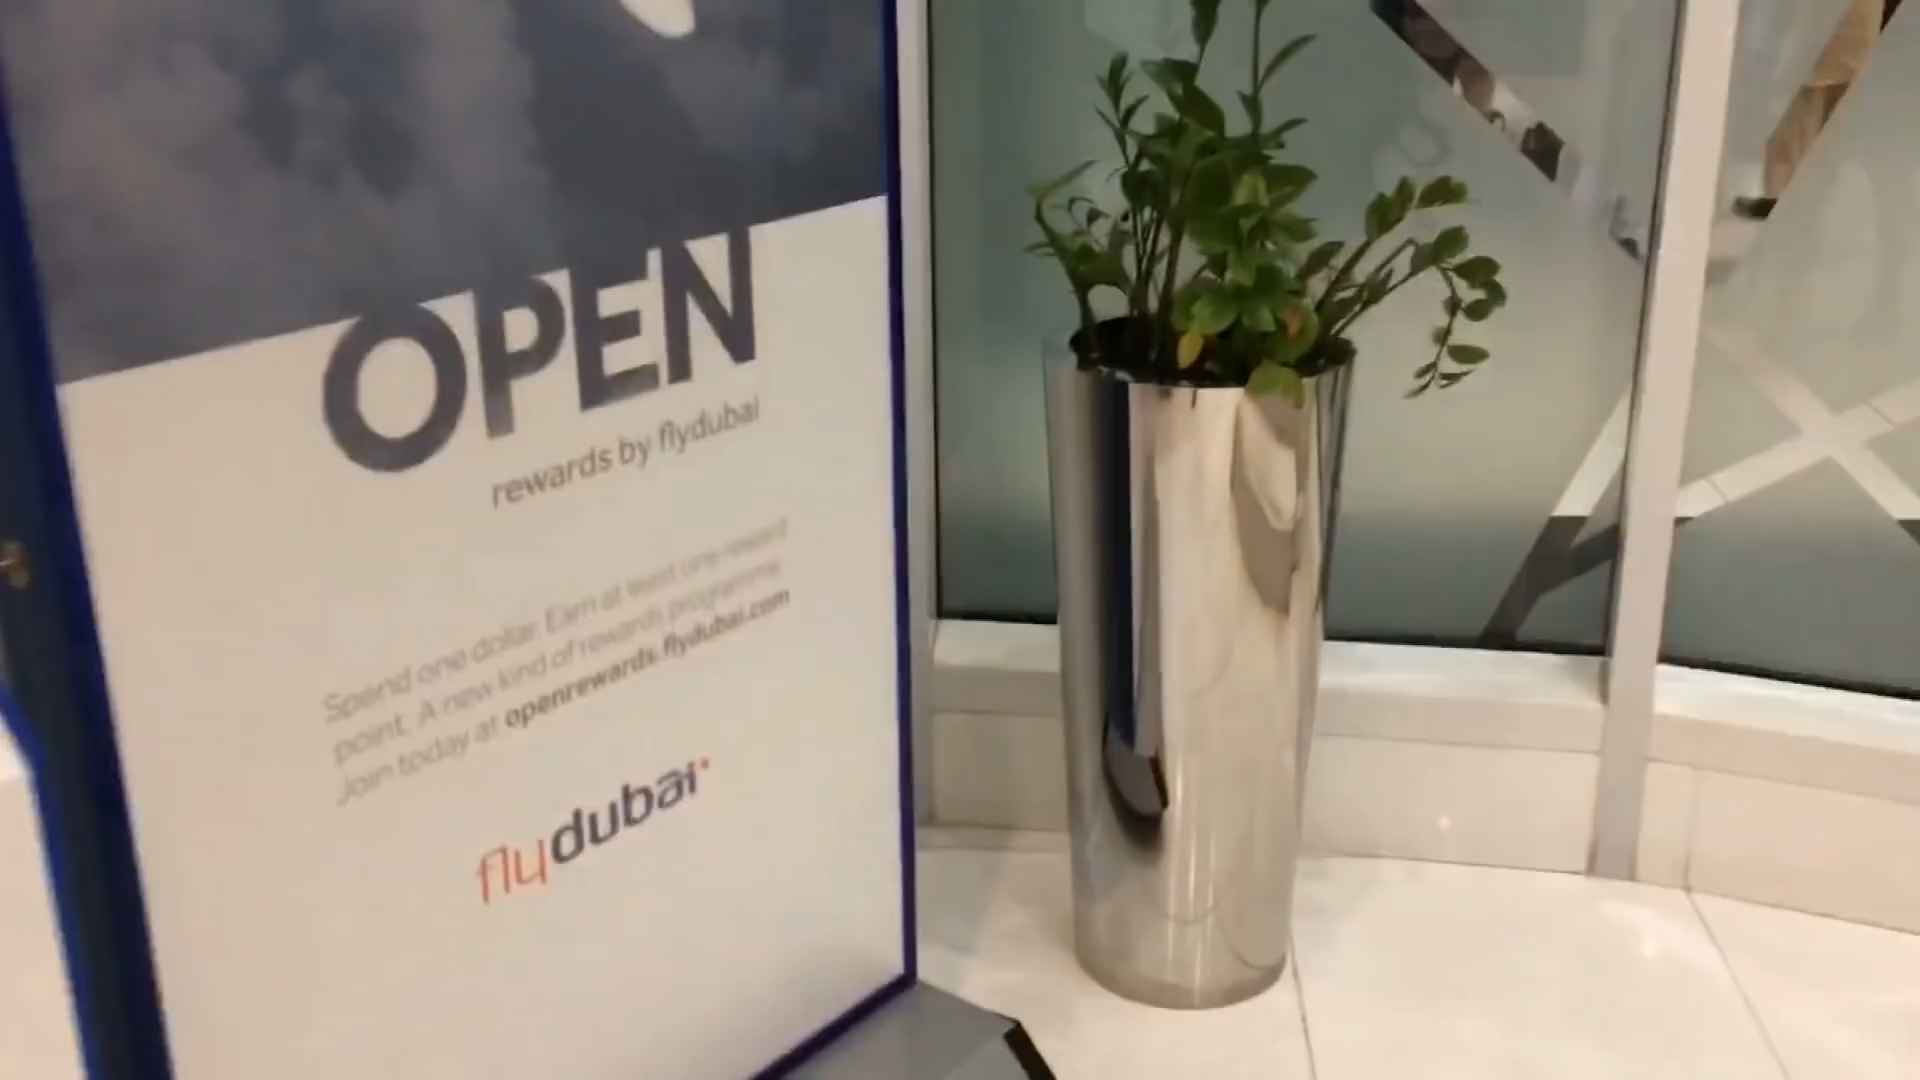 OPEN
rewards by flydubai
Spend one dollar. Earn at least one reward
point. A new kind of rewards programme.
Join today at openrewards.flydubai.com
flydubai